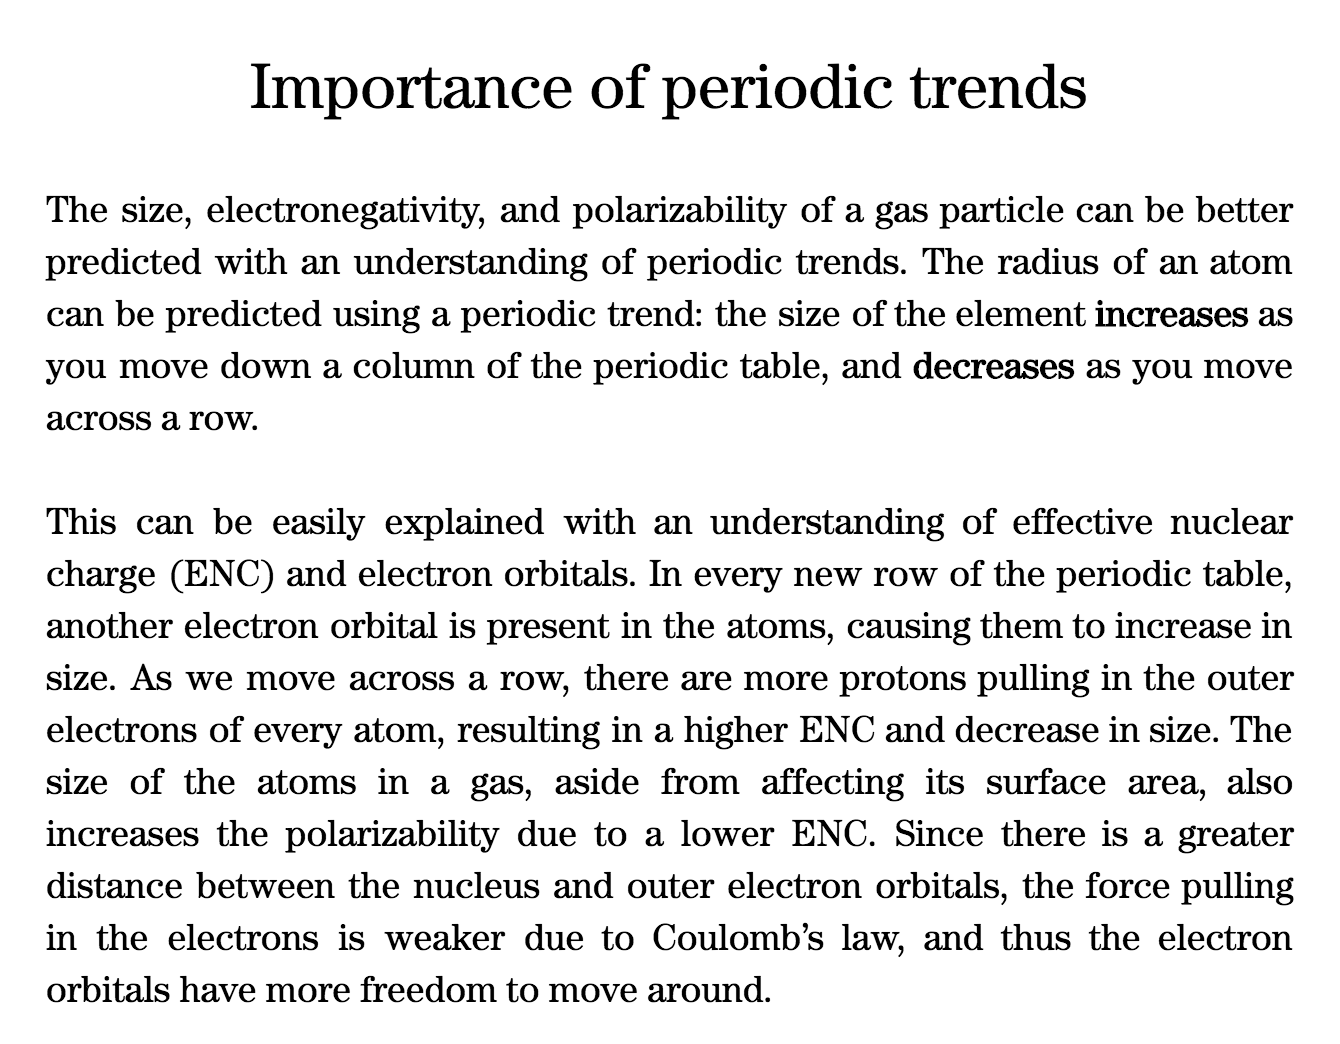 Importance of periodic trends
The size, electronegativity, and polarizability of a gas particle can be better
predicted with an understanding of periodic trends. The radius of an atom
can be predicted using a periodic trend: the size of the element increases as
you move down a column of the periodic table, and decreases as you move
across a row.
This can be easily explained with an understanding of effective nuclear
charge (ENC) and electron orbitals. In every new row of the periodic table,
another electron orbital is present in the atoms, causing them to increase in
size. As we move across a row, there are more protons pulling in the outer
electrons of every atom, resulting in a higher ENC and decrease in size. The
size of the atoms in a gas, aside from affecting its surface area, also
increases the polarizability due to a lower ENC. Since there is a greater
distance between the nucleus and outer electron orbitals, the force pulling
in the electrons is weaker due to Coulomb’s law, and thus the electron
orbitals have more freedom to move around.